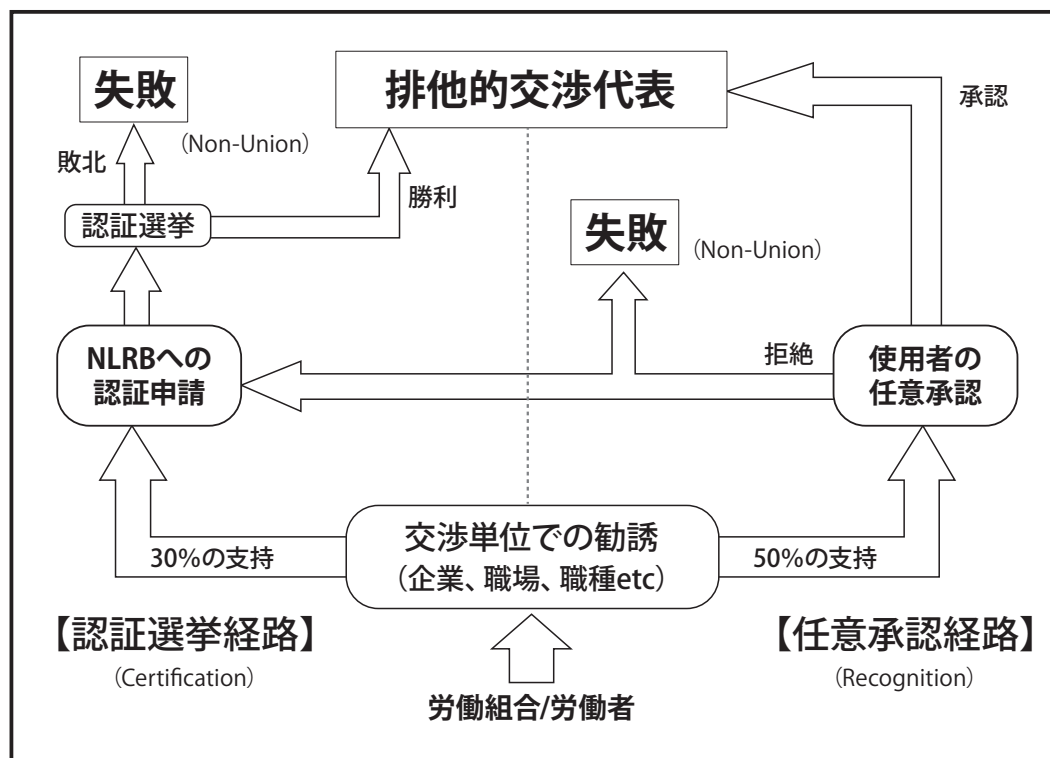 失敗
(Non-Union)
排他的交渉代表
承認
敗北
勝利
認証選挙
失敗
(Non-Union)
NLRBへの
認証申請
拒絶
使用者の
任意承認
30%の支持
交渉単位での勧誘
(企業、職場、職種etc)
50%の支持
【認証選挙経路】
(Certification)
【任意承認経路】
(Recognition)
労働組合/労働者